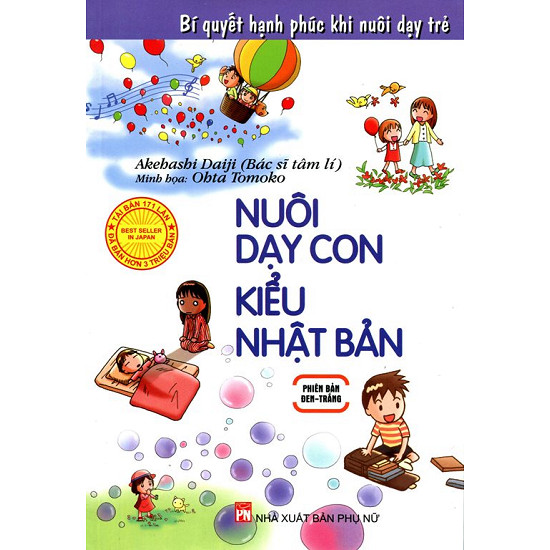 Bí quyết hạnh phúc khi nuôi dạy trẻ
Akehashi Daiji (Bác sĩ tâm lí)
Minh họa: Ohta Tomoko
NUÔI
DẠY CON
KIỂU
NHẬT BẢN
TÁI BẢN 171 LẦN
BEST SELLER
IN JAPAN
ĐÃ BÁN HƠN 3 TRIỆU BẢN
PHIÊN BẢN
ĐEN-TRẮNG
PN NHÀ XUẤT BẢN PHỤ NỮ